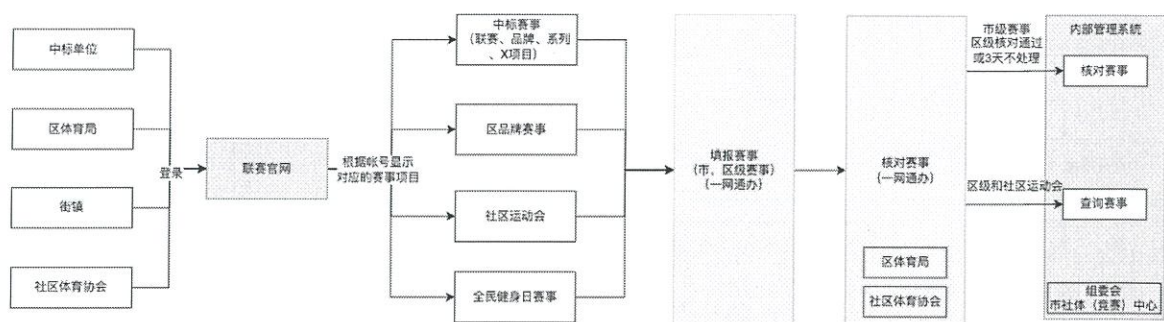 中标单位
区体育局
街镇
社区体育协会
登录
联赛官网
根据帐号显示
对应的赛事项目
中标赛事
（联赛、品牌、系列
、X项目）
区品牌赛事
社区运动会
全民健身日赛事
填报赛事
（市、区级赛事）
（一网通办）
核对赛事
（一网通办）
区体育局
社区体育协会
市级赛事
区级核对通过
或3天不处理
区级和社区运动会
内部管理系统
核对赛事
查询赛事
组委会
市社体（竞赛）中心